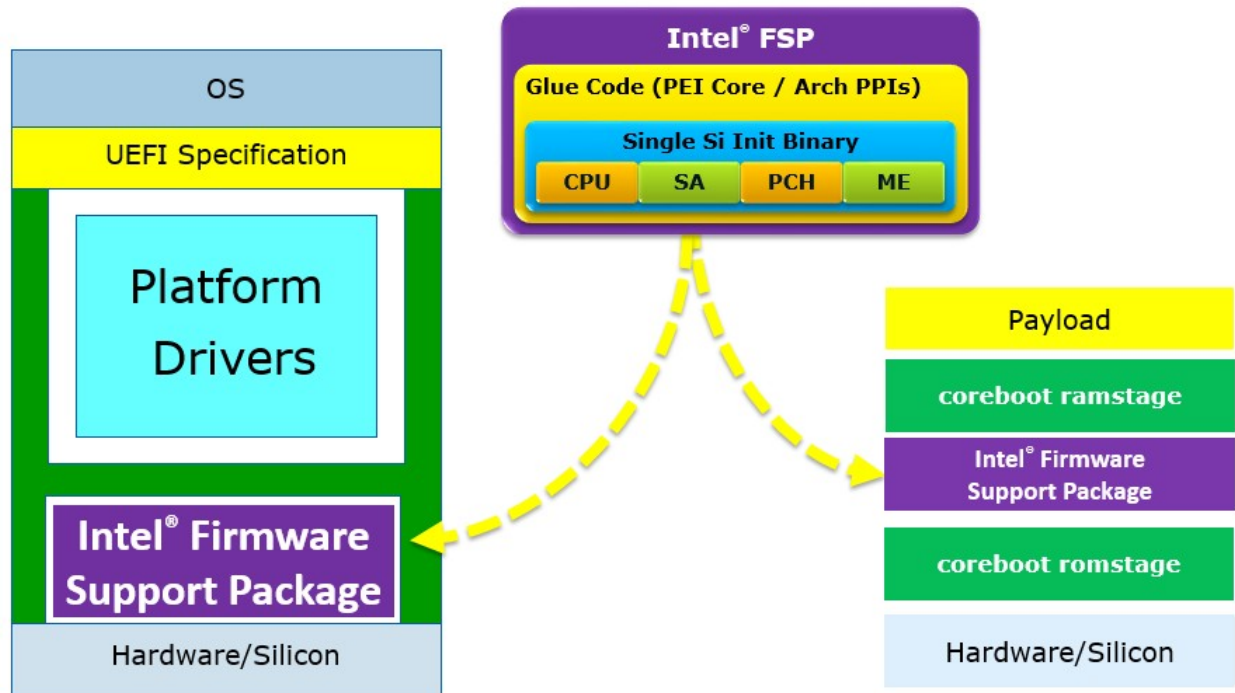 OS
UEFI Specification
Platform
Drivers
Intel® Firmware
Support Package
Hardware/Silicon
Intel® FSP
Glue Code (PEI Core / Arch PPIs)
Single Si Init Binary
CPU SA PCH ME
Payload
coreboot ramstage
Intel® Firmware
Support Package
coreboot romstage
Hardware/Silicon